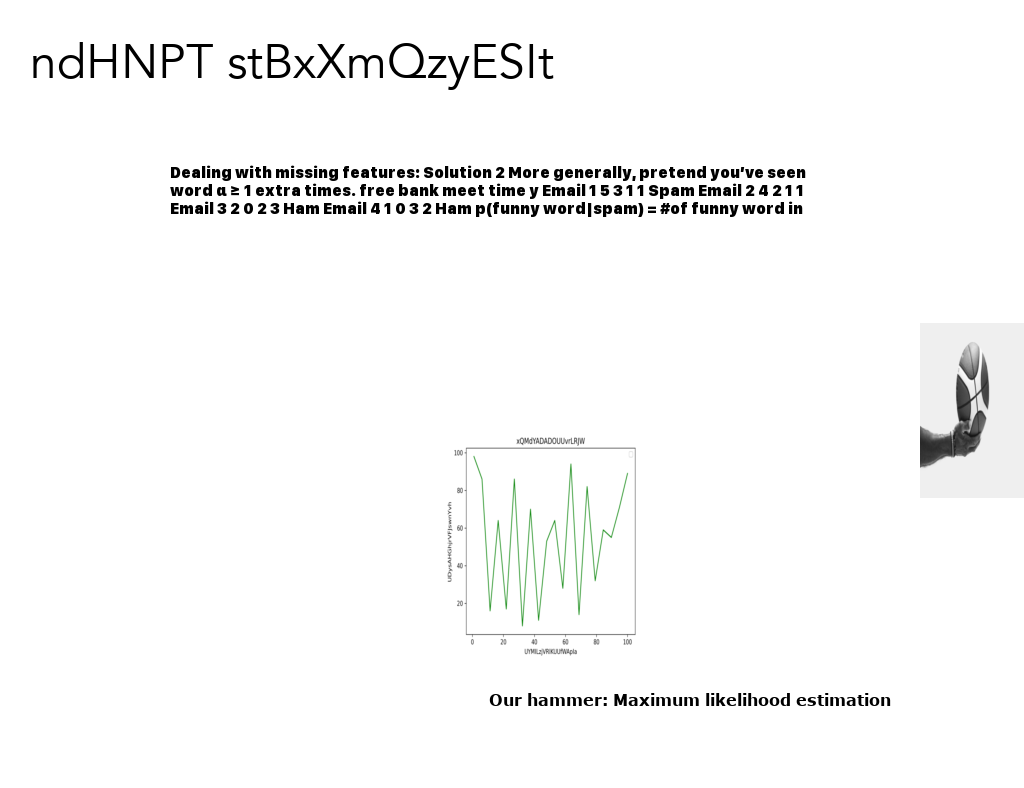 ndHNPT stBxXmQzyESIt
Dealing with missing features: Solution 2 More generally, pretend you've seen
word α ≥ 1 extra times. free bank meet time y Email 1 5 3 1 1 Spam Email 2 4 2 1 1
Email 3 2 0 2 3 Ham Email 4 1 0 3 2 Ham p(funny word|spam) = #of funny word in
xQMdYADADOUUvrLRJW
100
80
60
40
20
0 20 40 60 80 100
Our hammer: Maximum likelihood estimation